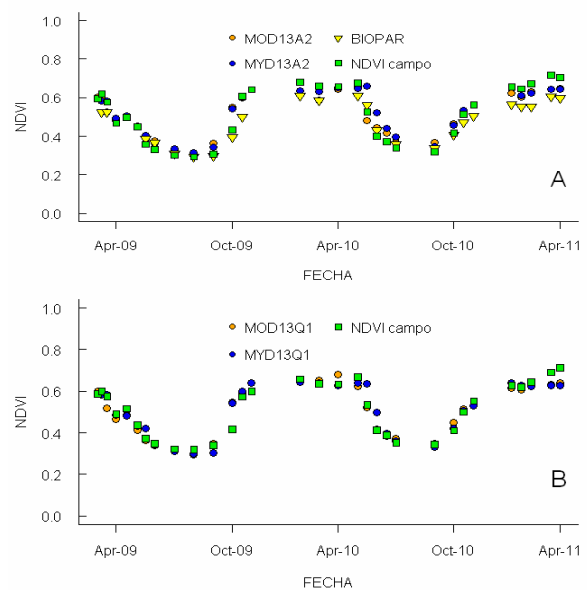 1.0
MOD13A2 BIOPAR
MYD13A2 NDVI campo
0.8
0.6
NDVI
0.4
0.2
A
0.0
Apr-09 Oct-09 Apr-10 Oct-10 Apr-11
FECHA
1.0
MOD13Q1 NDVI campo
MYD13Q1
0.8
0.6
NDVI
0.4
0.2
B
0.0
Apr-09 Oct-09 Apr-10 Oct-10 Apr-11
FECHA